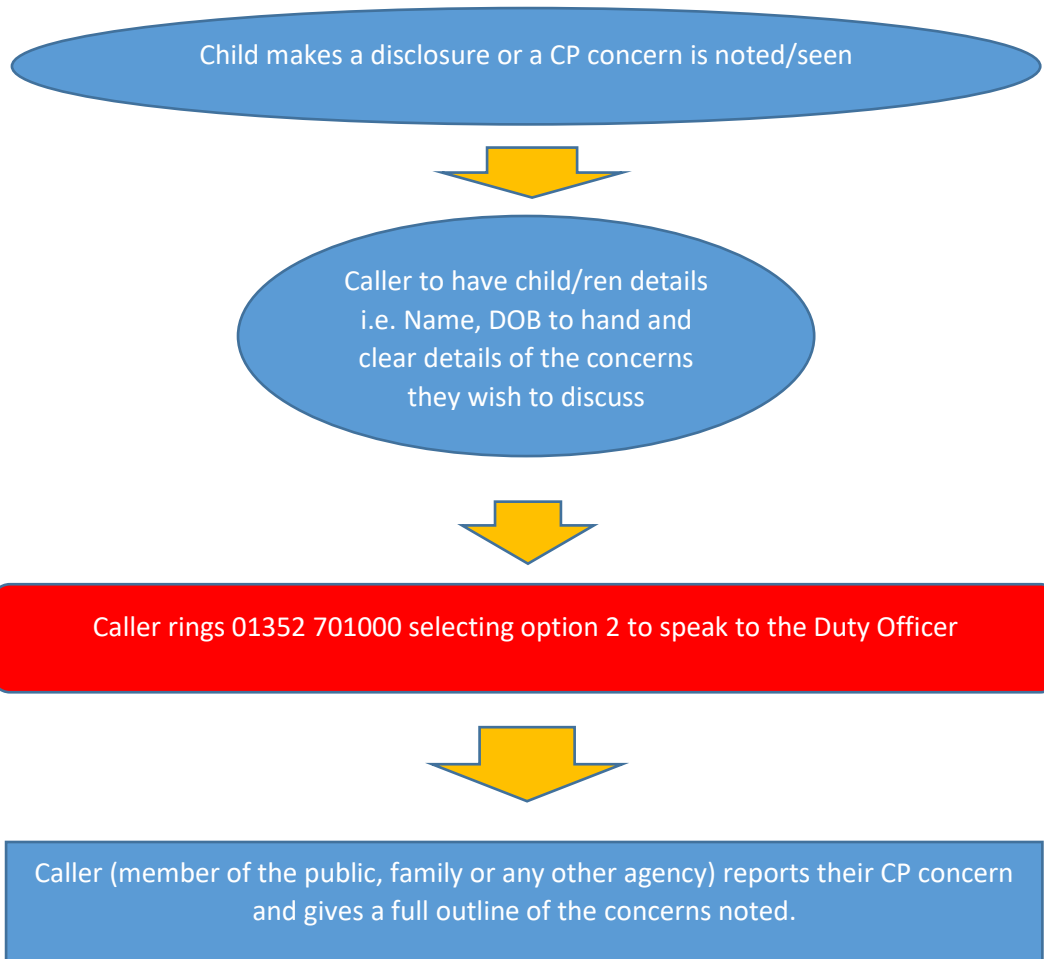 Child makes a disclosure or a CP concern is noted/seen
Caller to have child/ren details
i.e. Name, DOB to hand and
clear details of the concerns
they wish to discuss
Caller rings 01352 701000 selecting option 2 to speak to the Duty Officer
Caller (member of the public, family or any other agency) reports their CP concern
and gives a full outline of the concerns noted.